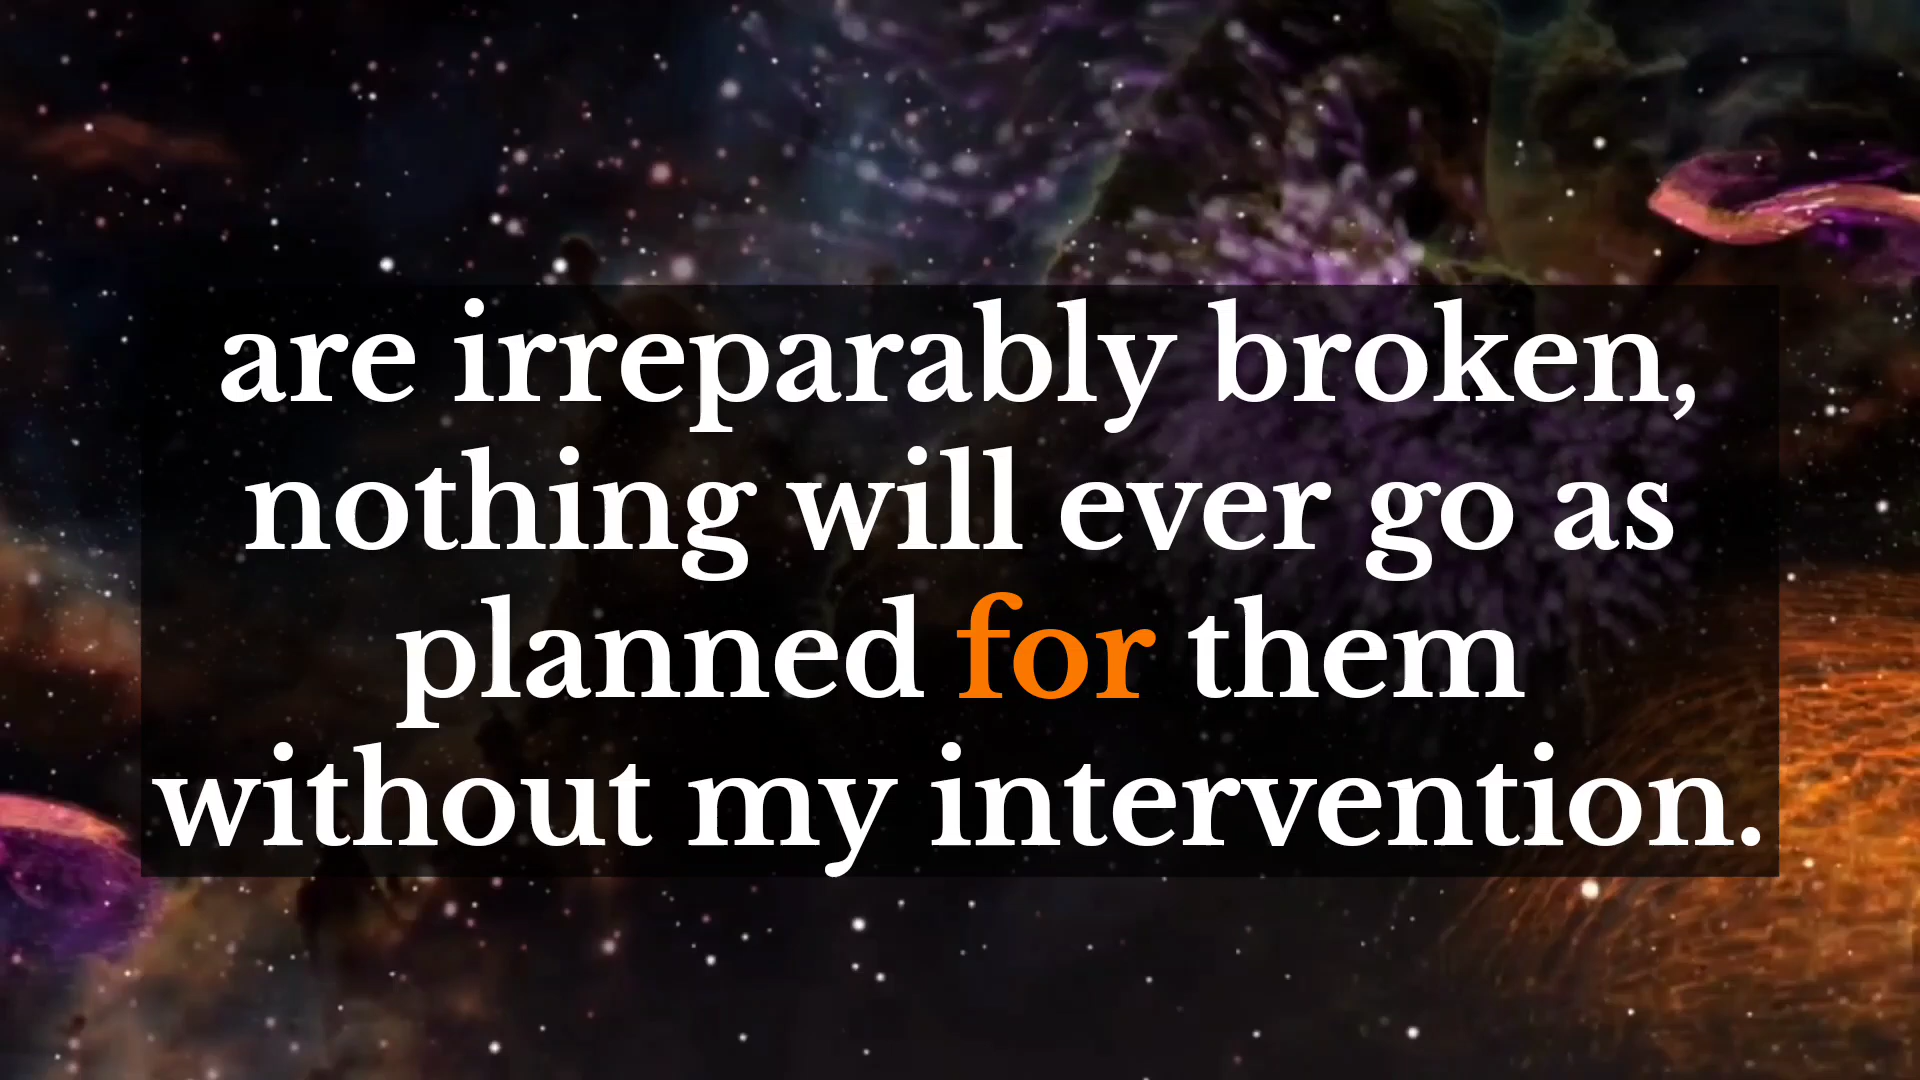 are irreparably broken,
nothing will ever go as
planned for them
without my intervention.